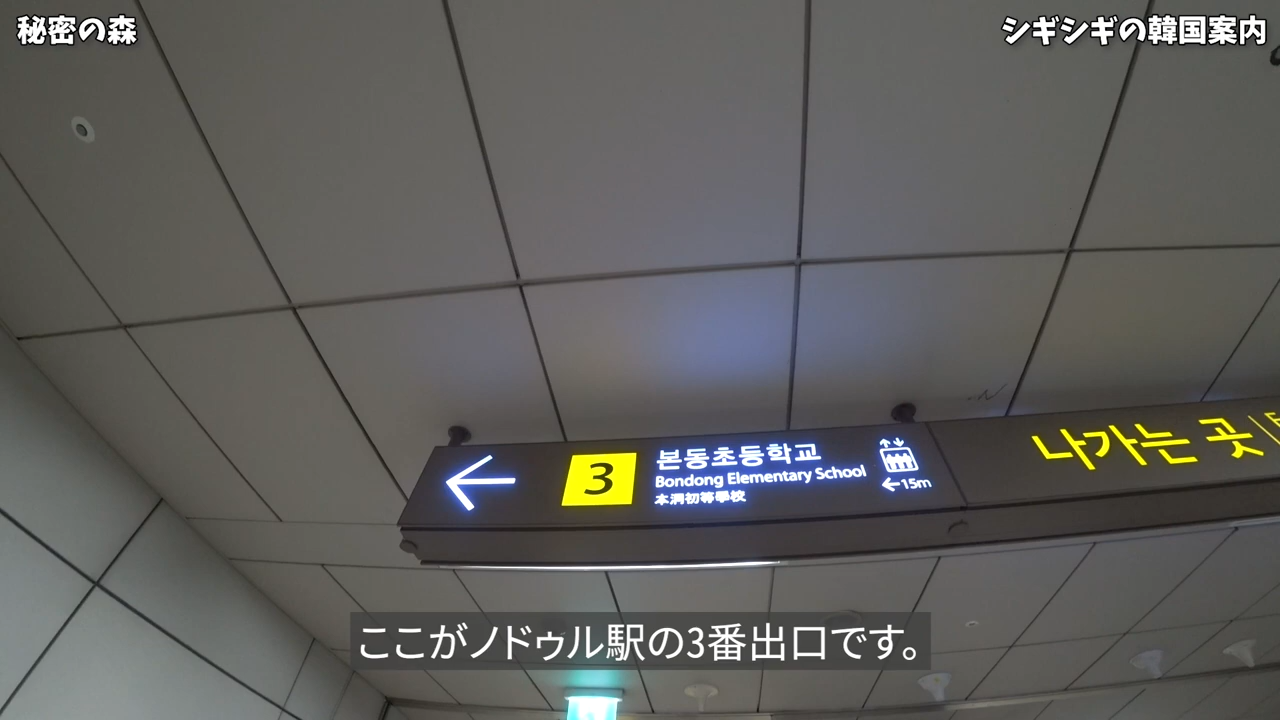 秘密の森
シギシギの韓国案内
3
본동초등학교
Bondong Elementary School
本洞初等學校
←15m
나가는 곳
ここがノドゥル駅の3番出口です。